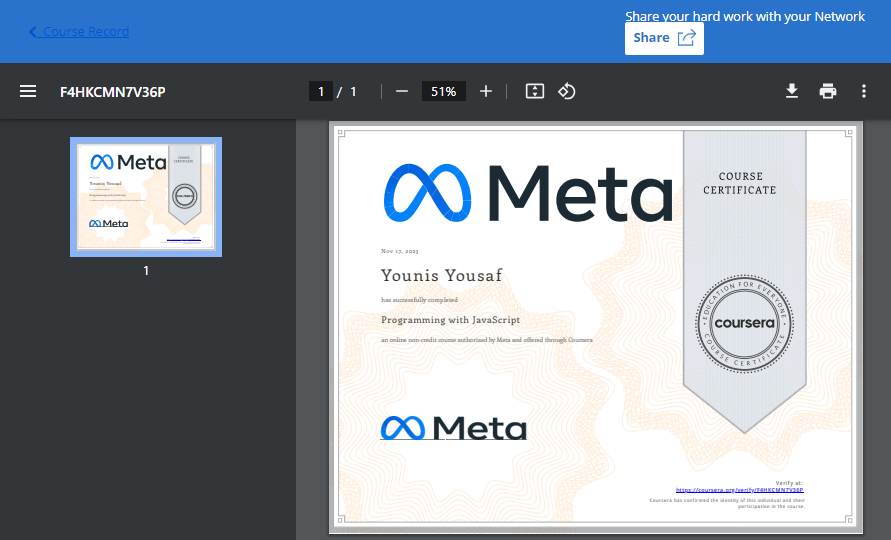 Course Record
Share your hard work with your Network
Share
F4HKCMN7V36P
1 / 1
51%
1
Meta
COURSE
CERTIFICATE
Nov 17, 2023
Younis Yousaf
has successfully completed
Programming with JavaScript
an online non-credit course authorized by Meta and offered through Coursera
EDUCATION FOR EVERYONE
coursera
COURSE CERTIFICATE
Meta
Verify at:
https://coursera.org/verify/F4HKCMN7V36P
Coursera has confirmed the identity of this individual and their
participation in the course.